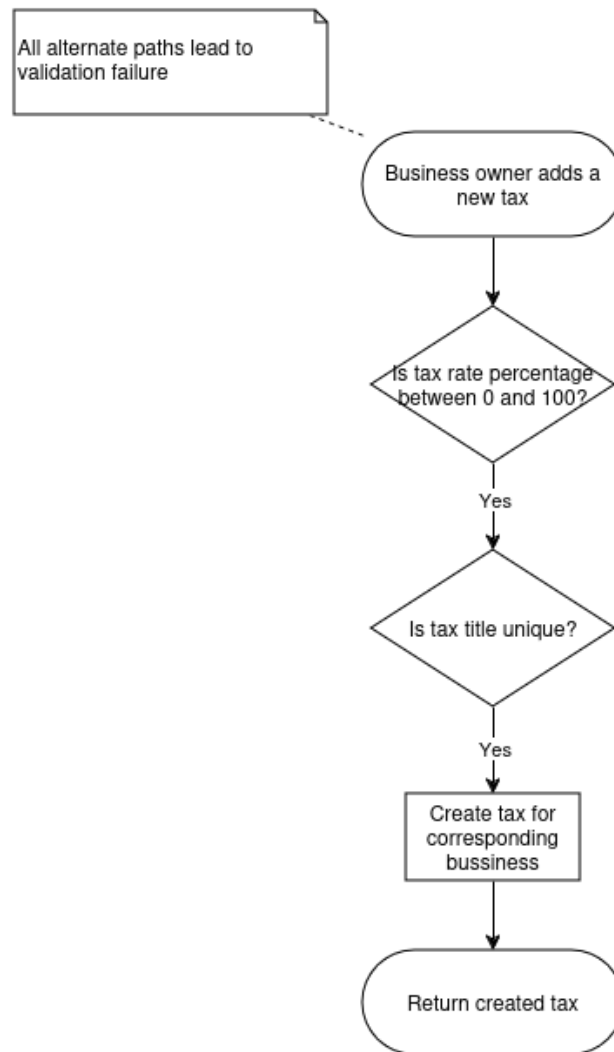 All alternate paths lead to
validation failure
Business owner adds a
new tax
Is tax rate percentage
between 0 and 100?
Yes
Is tax title unique?
Yes
Create tax for
corresponding
bussiness
Return created tax